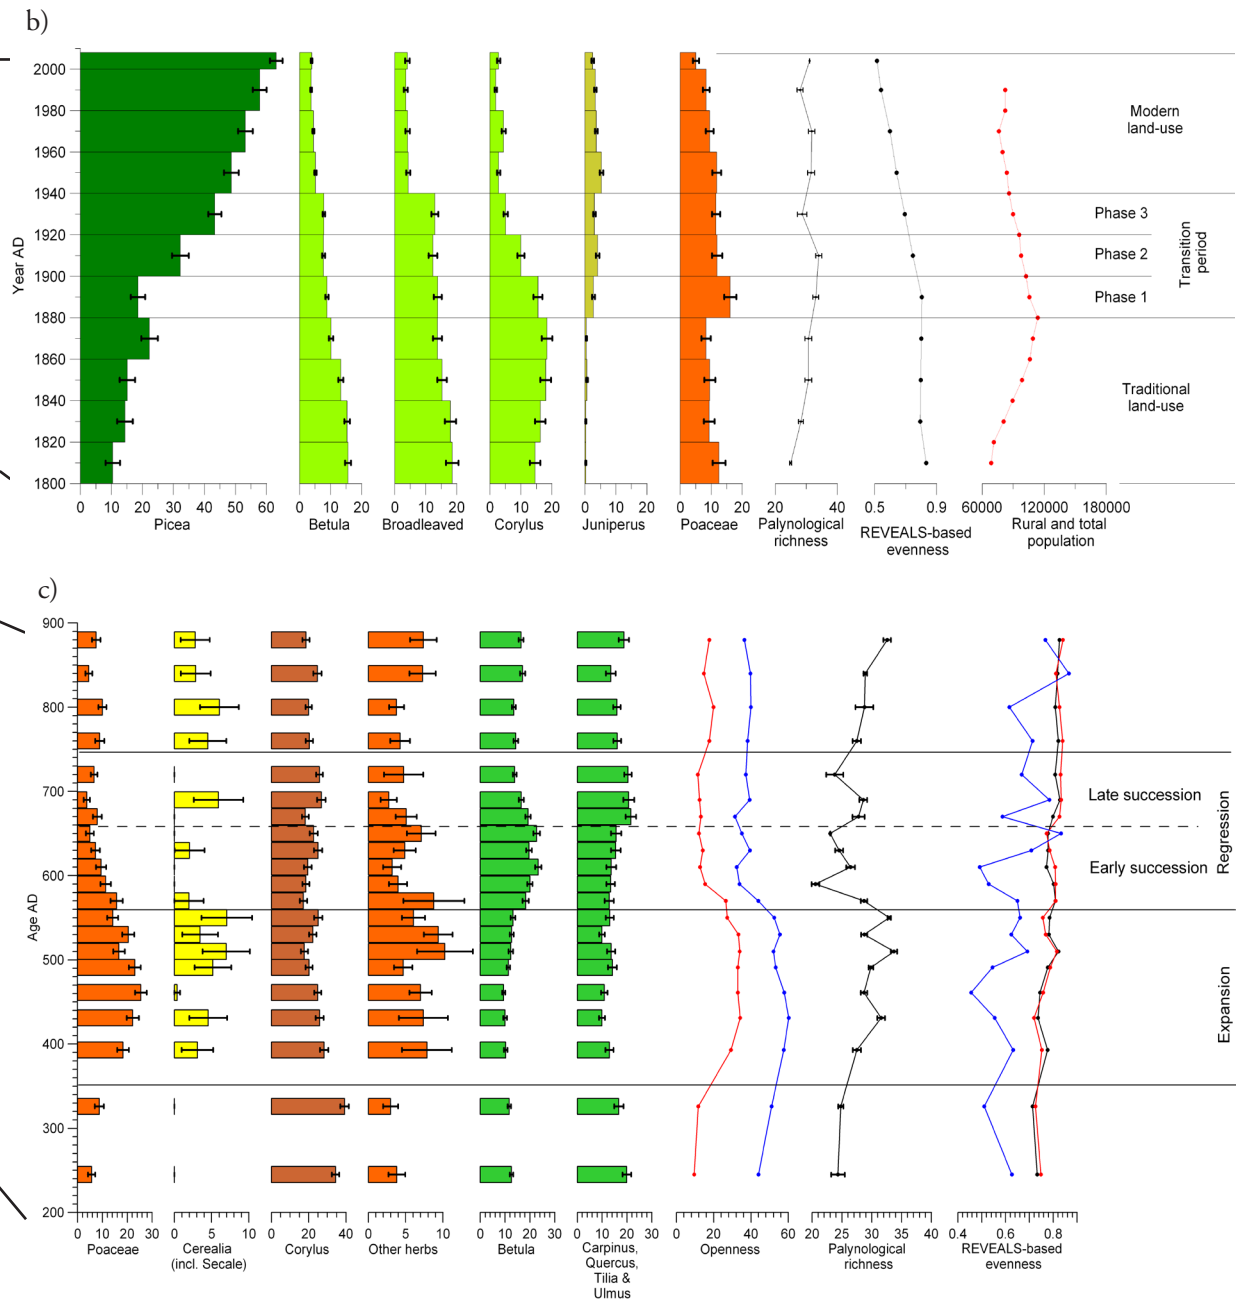 b)
2000
1980
1960
1940
1920
1900
1880
1860
1840
1820
1800
Year AD
Modern
land-use
Phase 3
Phase 2
Phase 1
Transition
period
Traditional
land-use
0 10 20 30 40 50 60
0 10 20
0 10 20
0 10 20
0 10 20
0 10 20
20 40
0.5 0.9
60000 120000 180000
Picea
Betula
Broadleaved
Corylus
Juniperus
Poaceae
Palynological
richness
REVEALS-based
evenness
Rural and total
population
c)
900
800
700
600
500
400
300
200
Age AD
Late succession
Early succession
Regression
Expansion
0 10 20 30
0 5 10
0 10 20 30 40
0 5 10
0 10 20 30
0 10 20 30
0 20 40 60
20 25 30 35 40
0.4 0.6 0.8
Poaceae
Cerealia
(incl. Secale)
Corylus
Other herbs
Betula
Carpinus,
Quercus,
Tilia &
Ulmus
Openness
Palynological
richness
REVEALS-based
evenness